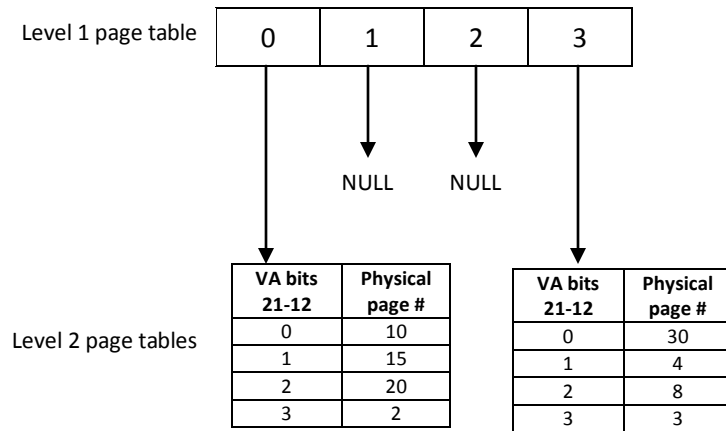 Level 1 page table 0 1 2 3
NULL NULL
VA bits 21-12 Physical page #
0 10
1 15
2 20
3 2
Level 2 page tables
VA bits 21-12 Physical page #
0 30
1 4
2 8
3 3